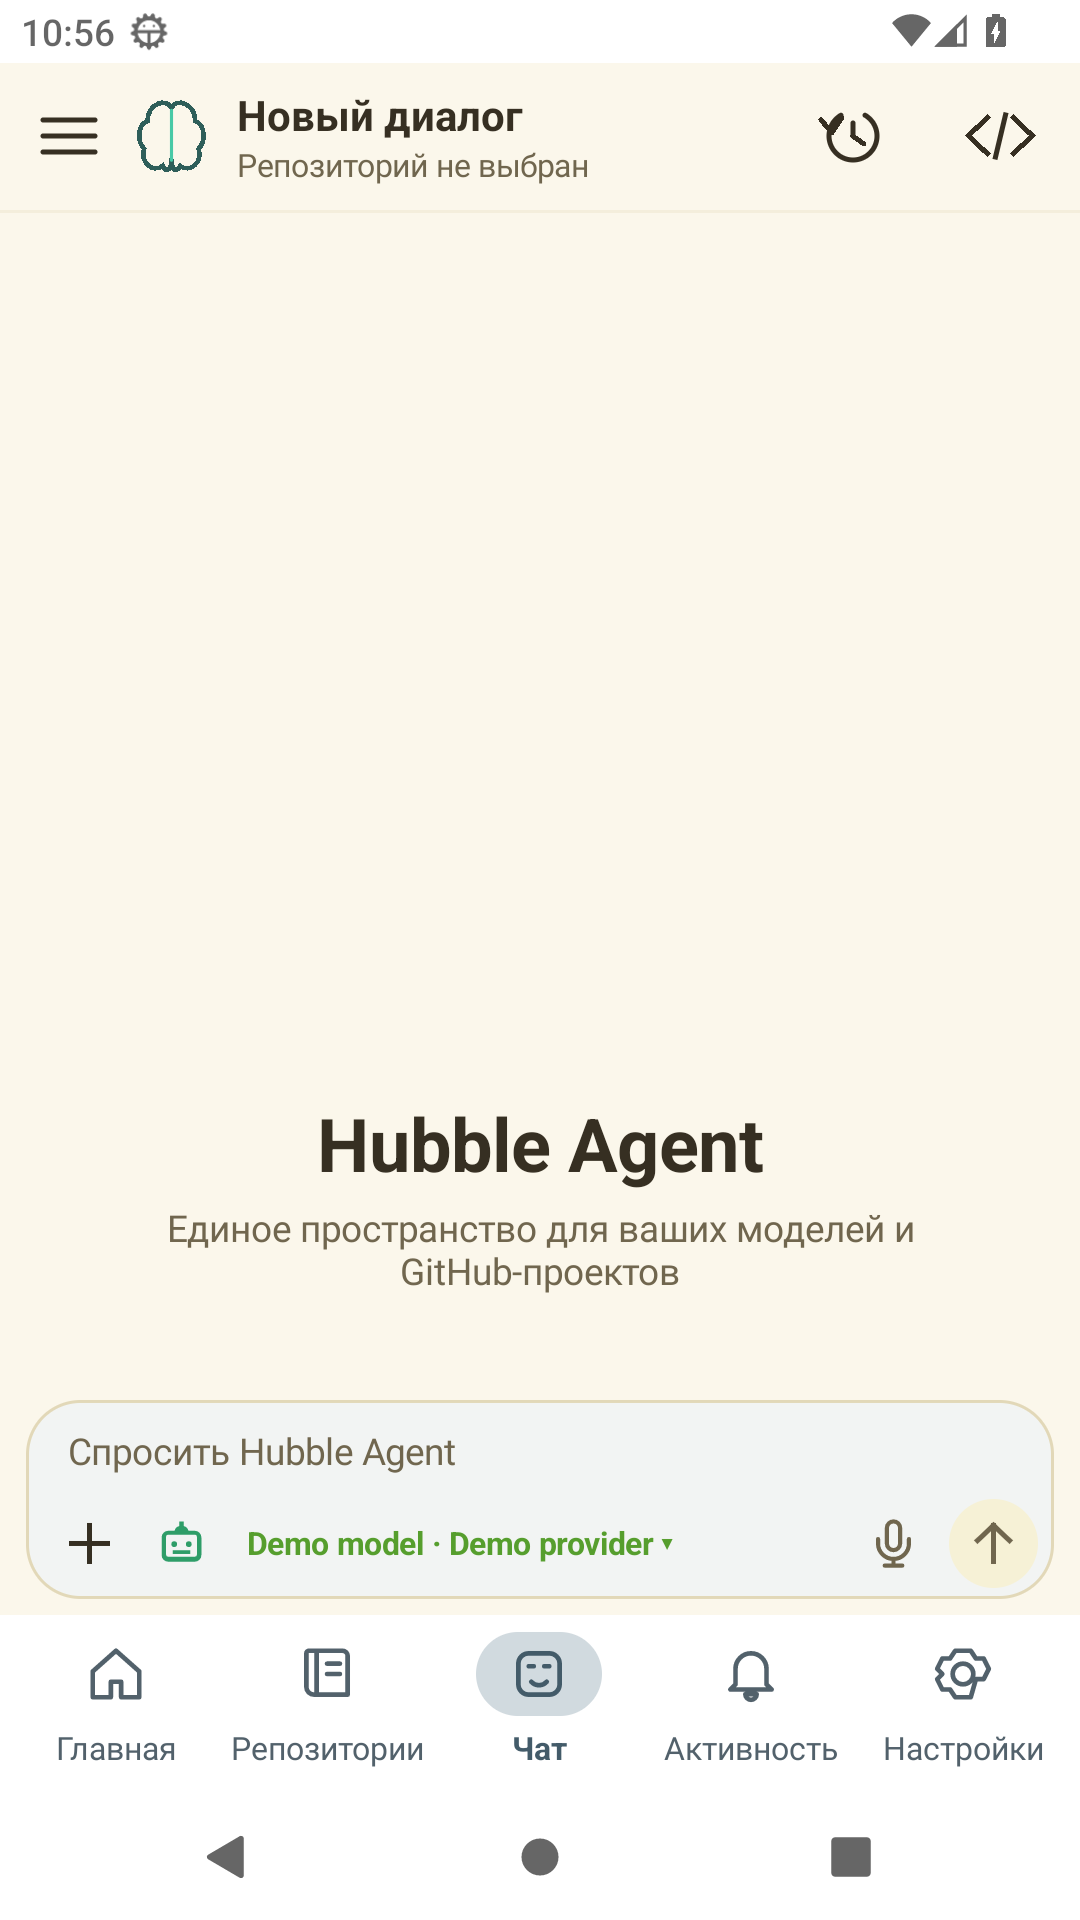 10:56
Новый диалог
Репозиторий не выбран
Hubble Agent
Единое пространство для ваших моделей и
GitHub-проектов
Спросить Hubble Agent
Demo model · Demo provider ▾
Главная
Репозитории
Чат
Активность
Настройки